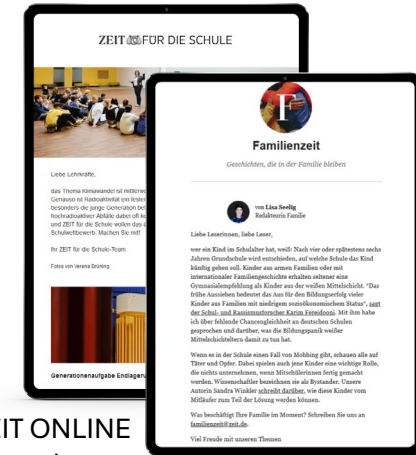 ZEIT FÜR DIE SCHULE
Liebe Lehrkräfte,
das Thema Klimawandel ist mittlerwe
Genauso ist Radioaktivität ein fester
besonders die junge Generation bet
hochradioaktiver Abfälle dabei oft k
und ZEIT für die Schule wollen das ä
Schulwettbewerb. Machen Sie mit!
Ihr ZEIT für die Schule-Team
Fotos von Verena Brüning
Generationenaufgabe Endlageru
EIT ONLINE
Familienzeit
Geschichten, die in der Familie bleiben
von Lisa Seelig
Redakteurin Familie
Liebe Leserinnen, liebe Leser,
wer ein Kind im Schulalter hat, weiß: Nach vier oder spätestens sechs
Jahren Grundschule wird entschieden, auf welche Schule das Kind
künftig gehen soll. Kinder aus armen Familien oder mit
internationaler Familiengeschichte erhalten seltener eine
Gymnasialempfehlung als Kinder aus der weißen Mittelschicht. "Das
frühe Aussieben bedeutet das Aus für den Bildungserfolg vieler
Kinder aus Familien mit niedrigem sozioökonomischem Status", sagt
der Schul- und Rassismusforscher Karim Fereidooni. Mit ihm habe
ich über fehlende Chancengleichheit an deutschen Schulen
gesprochen und darüber, was die Bildungspanik weißer
Mittelschichteltern damit zu tun hat.
Wenn es in der Schule einen Fall von Mobbing gibt, schauen alle auf
Täter und Opfer. Dabei spielen auch jene Kinder eine wichtige Rolle,
die nichts unternehmen, wenn Mitschülerinnen fertig gemacht
werden. Wissenschaftler bezeichnen sie als Bystander. Unsere
Autorin Sandra Winkler schreibt darüber, wie diese Kinder vom
Mitläufer zum Teil der Lösung werden können.
Was beschäftigt Ihre Familie im Moment? Schreiben Sie uns an
familienzeit@zeit.de.
Viel Freude mit unseren Themen